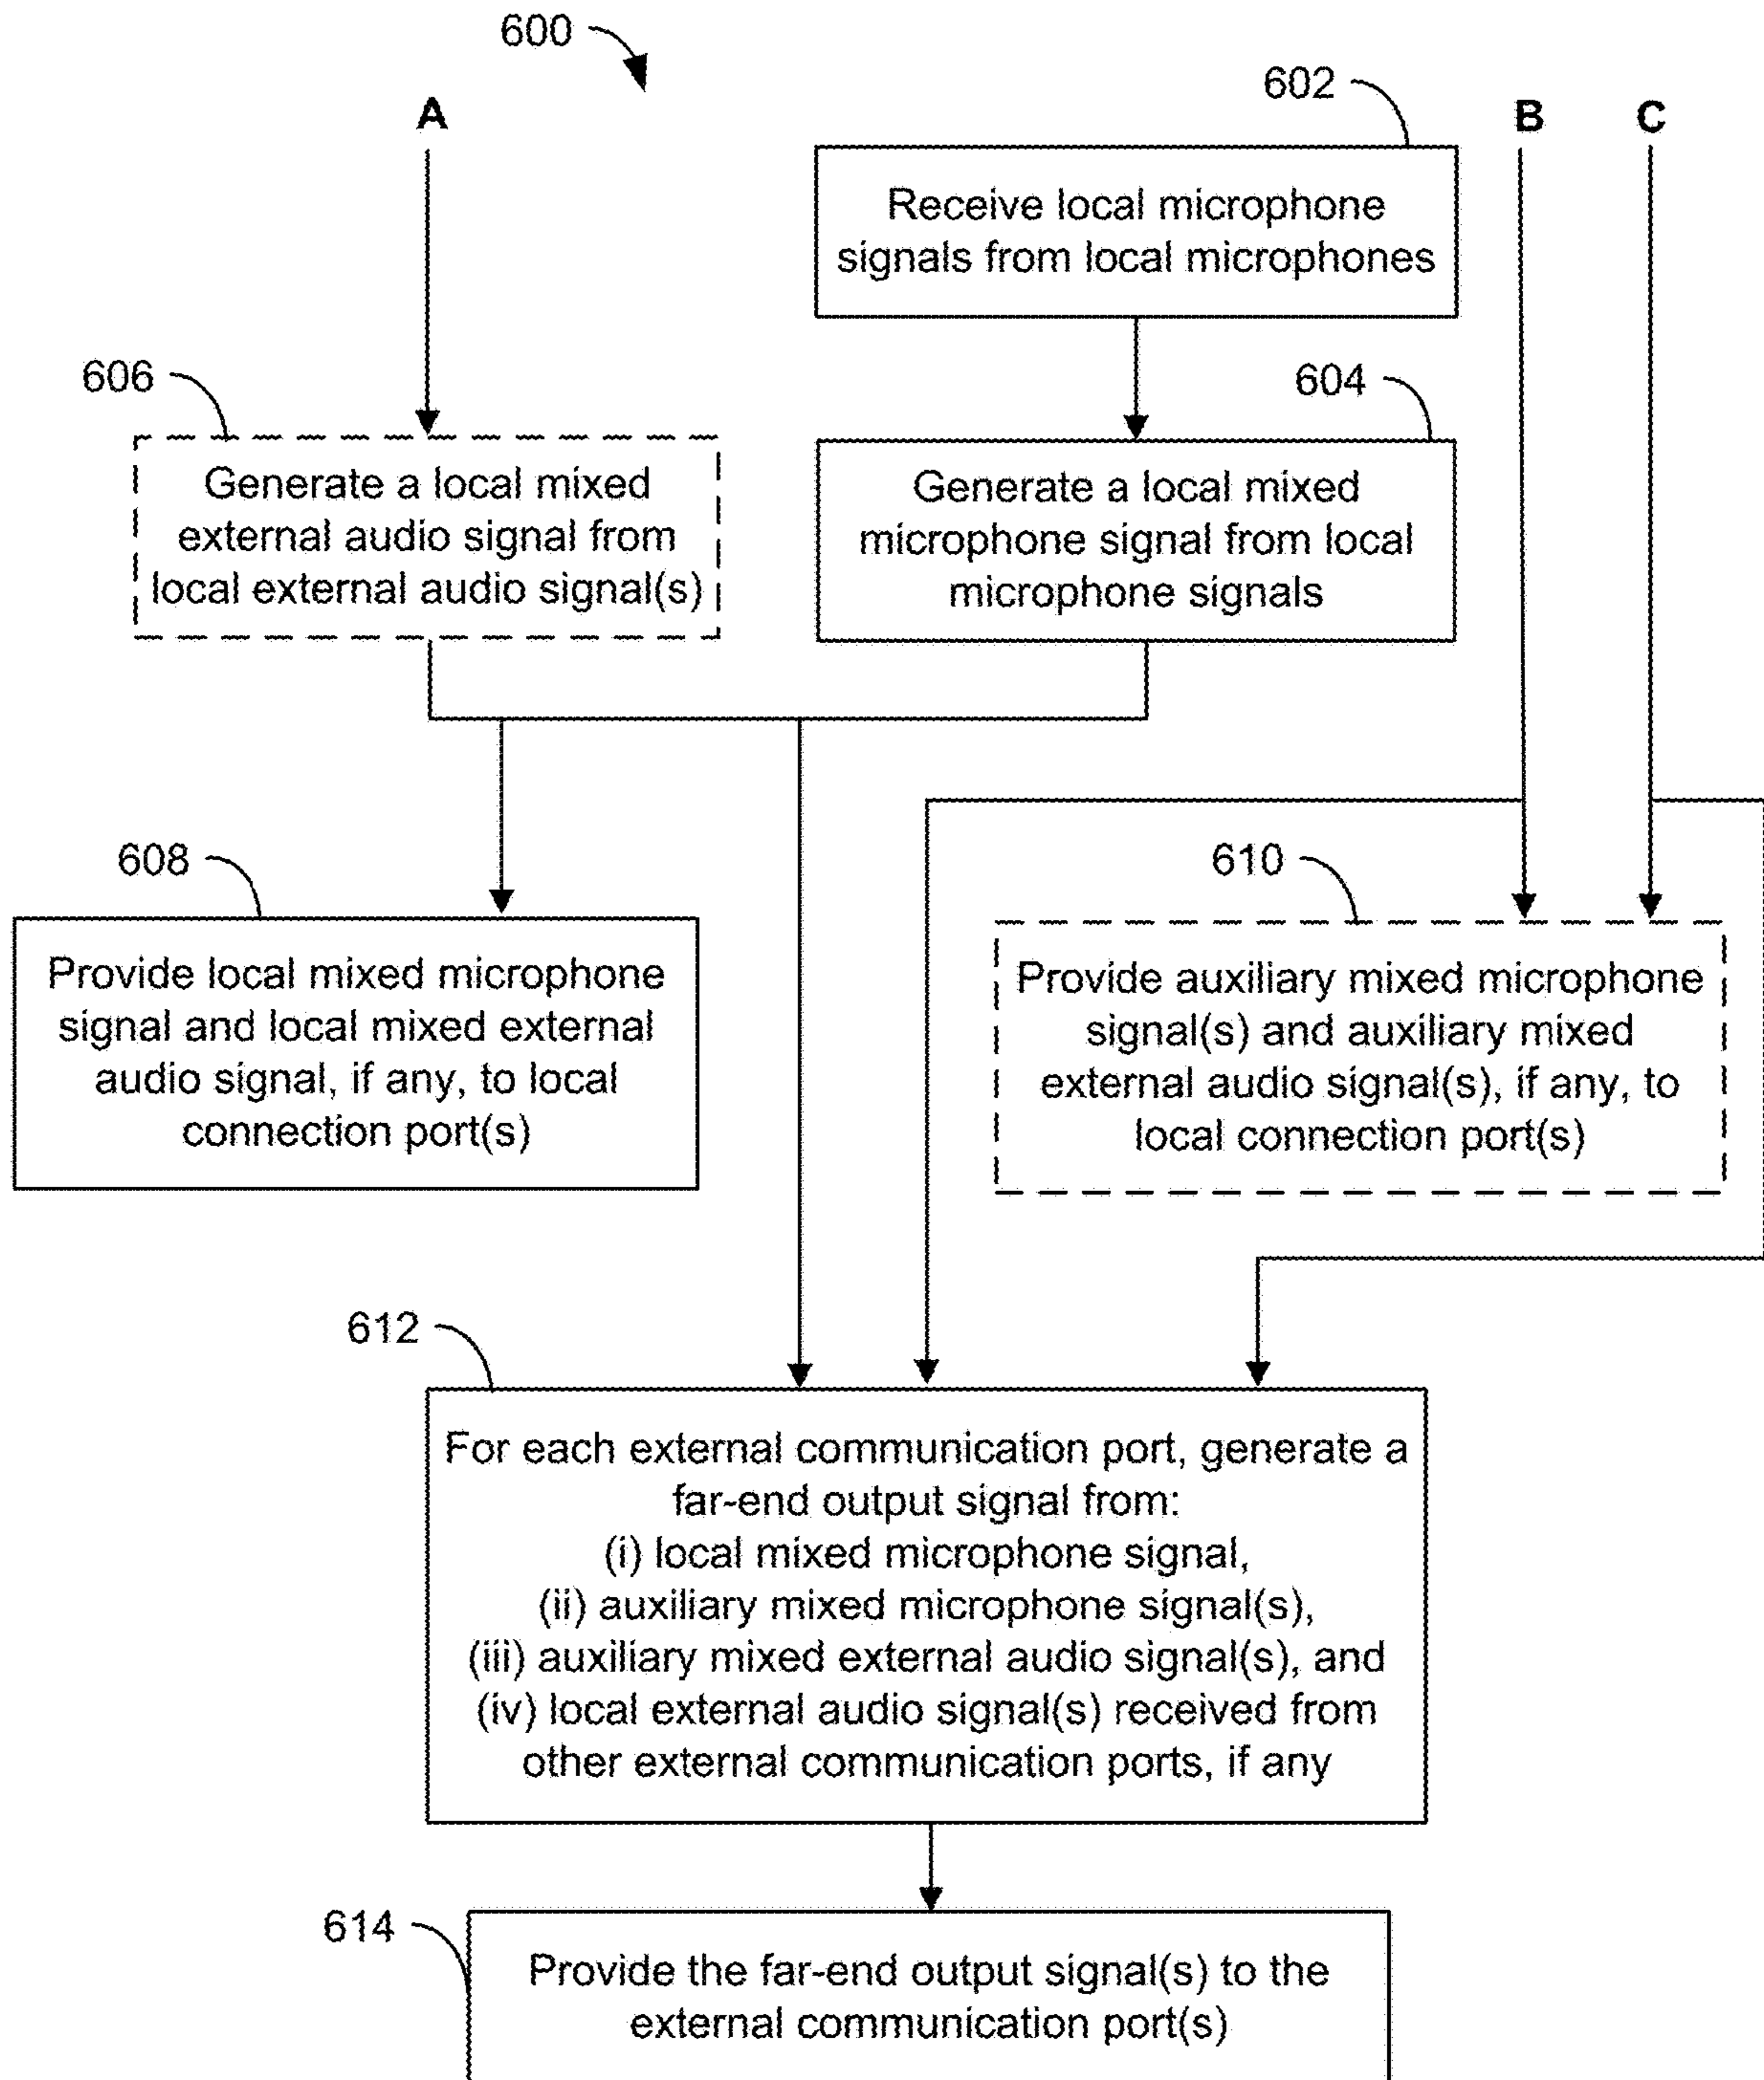 600
602
A
B
C
Receive local microphone
signals from local microphones
606
604
Generate a local mixed
external audio signal from
local external audio signal(s)
Generate a local mixed
microphone signal from local
microphone signals
608
610
Provide local mixed microphone
signal and local mixed external
audio signal, if any, to local
connection port(s)
Provide auxiliary mixed microphone
signal(s) and auxiliary mixed
external audio signal(s), if any, to
local connection port(s)
612
For each external communication port, generate a
far-end output signal from:
(i) local mixed microphone signal,
(ii) auxiliary mixed microphone signal(s),
(iii) auxiliary mixed external audio signal(s), and
(iv) local external audio signal(s) received from
other external communication ports, if any
614
Provide the far-end output signal(s) to the
external communication port(s)